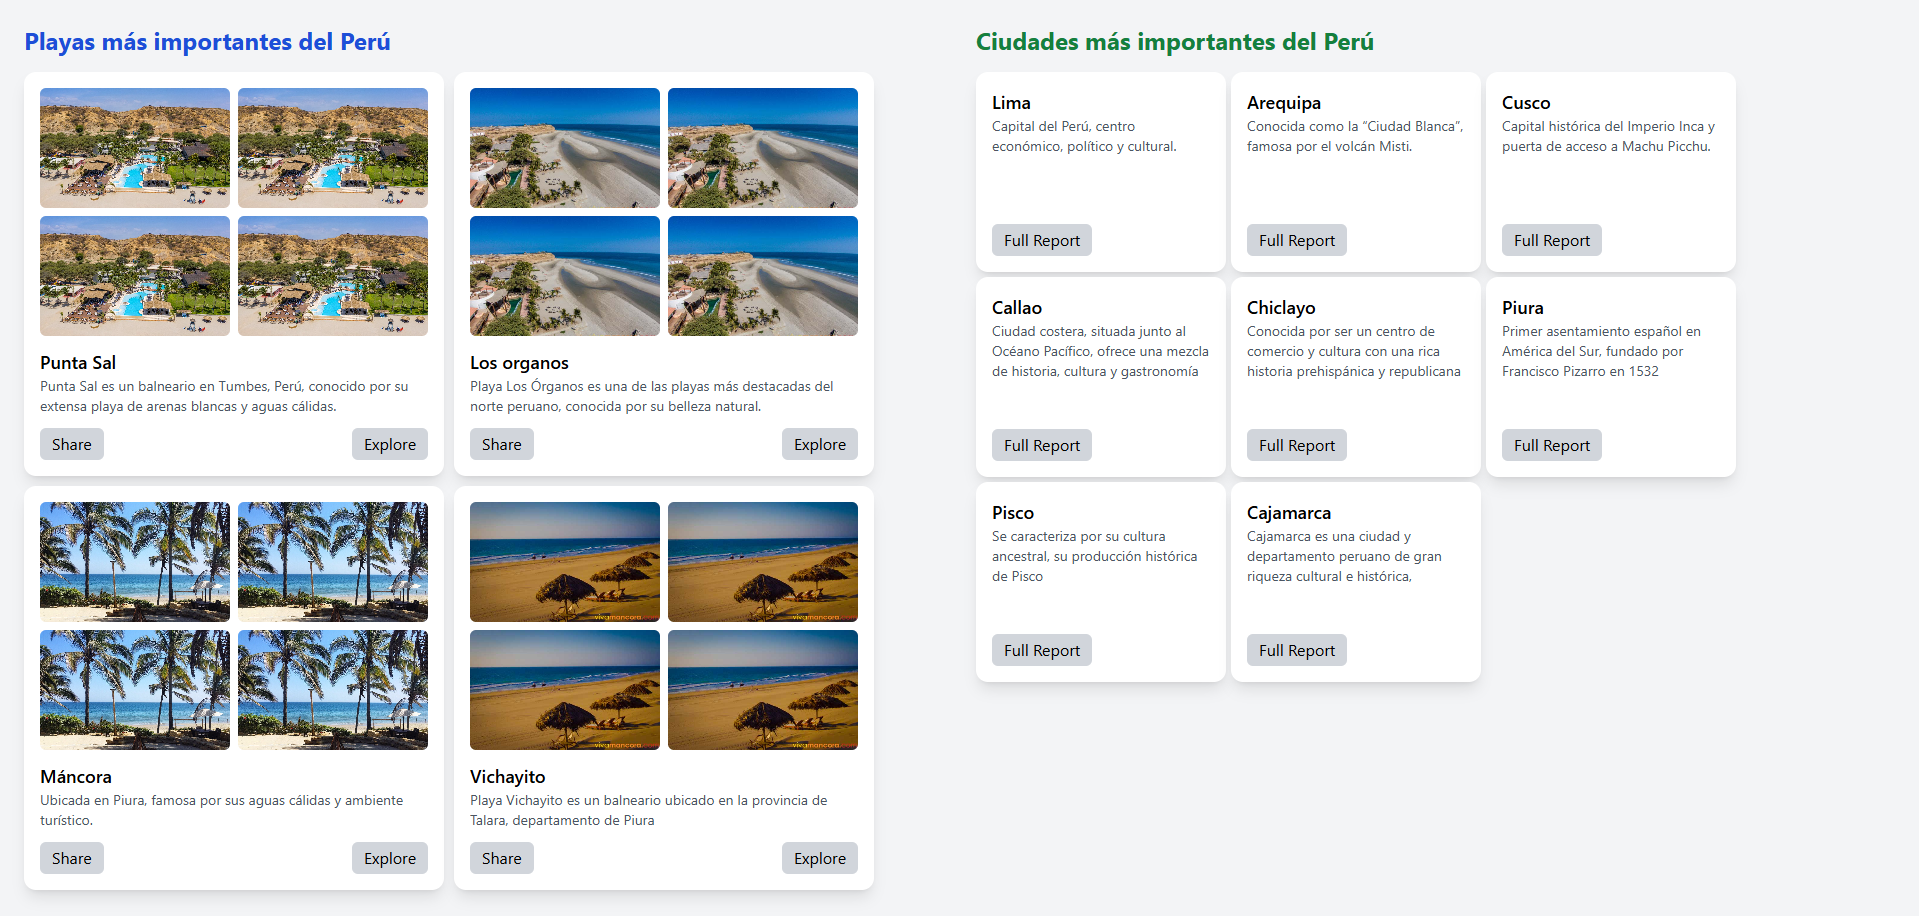 Playas más importantes del Perú
Punta Sal
Punta Sal es un balneario en Tumbes, Perú, conocido por su
extensa playa de arenas blancas y aguas cálidas.
Share
Explore
Los organos
Playa Los Órganos es una de las playas más destacadas del
norte peruano, conocida por su belleza natural.
Share
Explore
Máncora
Ubicada en Piura, famosa por sus aguas cálidas y ambiente
turístico.
Share
Explore
vivamancora
vivamancora
vivamancora
vivamancora
Vichayito
Playa Vichayito es un balneario ubicado en la provincia de
Talara, departamento de Piura
Share
Explore
Ciudades más importantes del Perú
Lima
Capital del Perú, centro
económico, político y cultural.
Full Report
Arequipa
Conocida como la “Ciudad Blanca”,
famosa por el volcán Misti.
Full Report
Cusco
Capital histórica del Imperio Inca y
puerta de acceso a Machu Picchu.
Full Report
Callao
Ciudad costera, situada junto al
Océano Pacífico, ofrece una mezcla
de historia, cultura y gastronomía
Full Report
Chiclayo
Conocida por ser un centro de
comercio y cultura con una rica
historia prehispánica y republicana
Full Report
Piura
Primer asentamiento español en
América del Sur, fundado por
Francisco Pizarro en 1532
Full Report
Pisco
Se caracteriza por su cultura
ancestral, su producción histórica
de Pisco
Full Report
Cajamarca
Cajamarca es una ciudad y
departamento peruano de gran
riqueza cultural e histórica,
Full Report